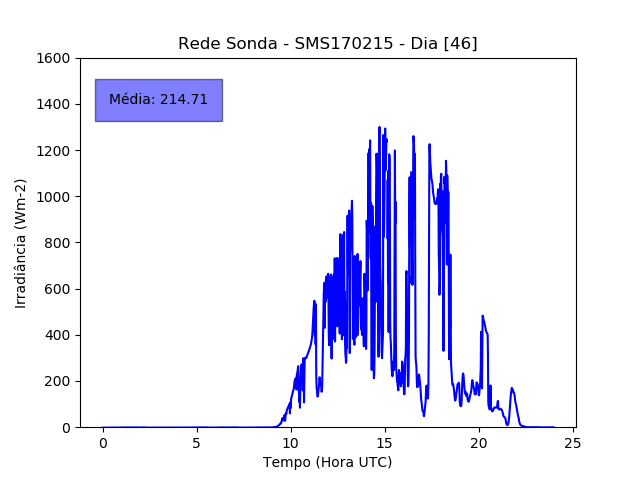 Rede Sonda - SMS170215 - Dia [46]
Média: 214.71
1600
1400
1200
1000
800
600
400
200
0
Irradiância (Wm-2)
0 5 10 15 20 25
Tempo (Hora UTC)